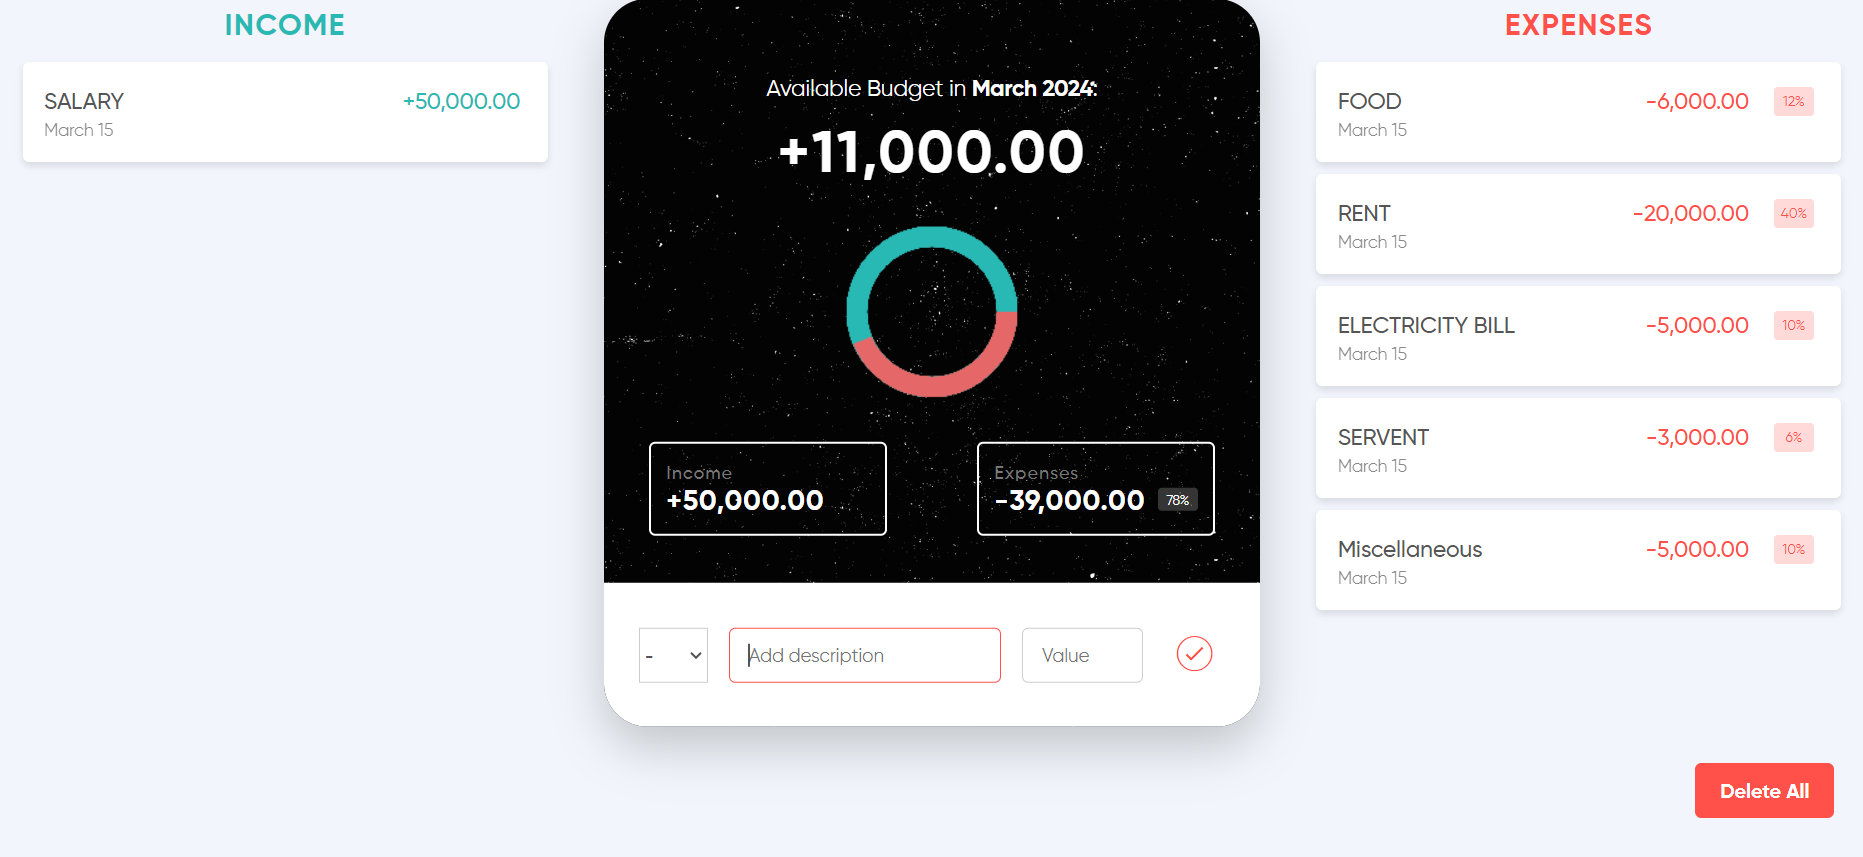 INCOME
SALARY +50,000.00
March 15
Available Budget in March 2024:
+11,000.00
Income
+50,000.00
Expenses
-39,000.00 78%
- Add description Value
EXPENSES
FOOD -6,000.00 12%
March 15
RENT -20,000.00 40%
March 15
ELECTRICITY BILL -5,000.00 10%
March 15
SERVENT -3,000.00 6%
March 15
Miscellaneous -5,000.00 10%
March 15
Delete All